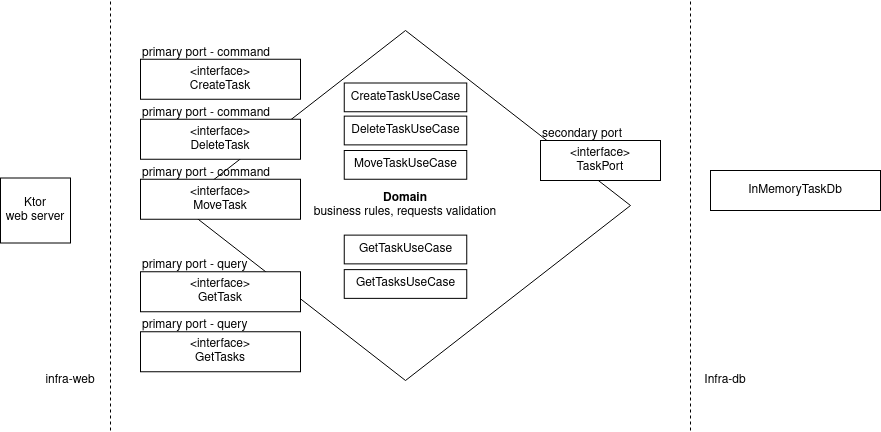 primary port - command
<interface>
CreateTask
primary port - command
<interface>
DeleteTask
primary port - command
<interface>
MoveTask
primary port - query
<interface>
GetTask
primary port - query
<interface>
GetTasks
Ktor
web server
infra-web
CreateTaskUseCase
DeleteTaskUseCase
MoveTaskUseCase
Domain
business rules, requests validation
GetTaskUseCase
GetTasksUseCase
secondary port
<interface>
TaskPort
InMemoryTaskDb
Infra-db